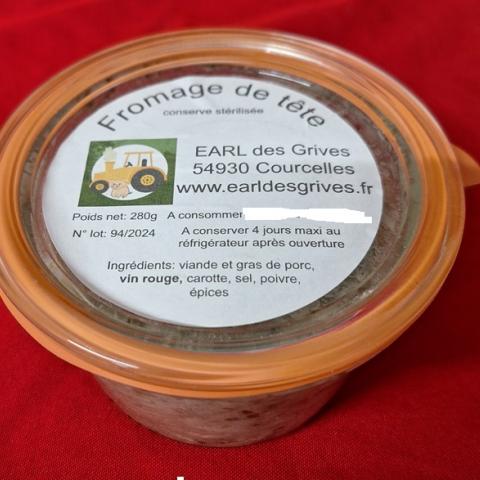 Fromage de tête
conserve stérilisée
EARL des Grives
54930 Courcelles
www.earldesgrives.fr
Poids net: 280g A consommer
N° lot: 94/2024 A conserver 4 jours maxi au
réfrigérateur après ouverture
Ingrédients: viande et gras de porc,
vin rouge, carotte, sel, poivre,
épices